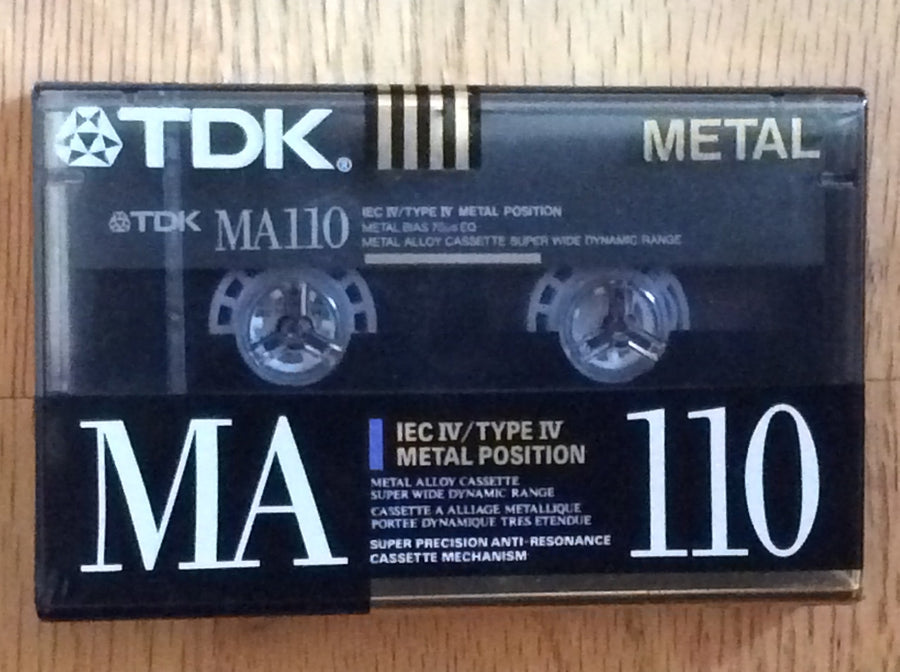 TDK®
METAL
TDK MA110
IEC IV/TYPE IV METAL POSITION
METAL BIAS 70µs EQ
METAL ALLOY CASSETTE SUPER WIDE DYNAMIC RANGE
MA
IEC IV/TYPE IV
METAL POSITION
METAL ALLOY CASSETTE
SUPER WIDE DYNAMIC RANGE
CASSETTE A ALLIAGE METALLIQUE
PORTEE DYNAMIQUE TRES ETENDUE
SUPER PRECISION ANTI-RESONANCE
CASSETTE MECHANISM
110